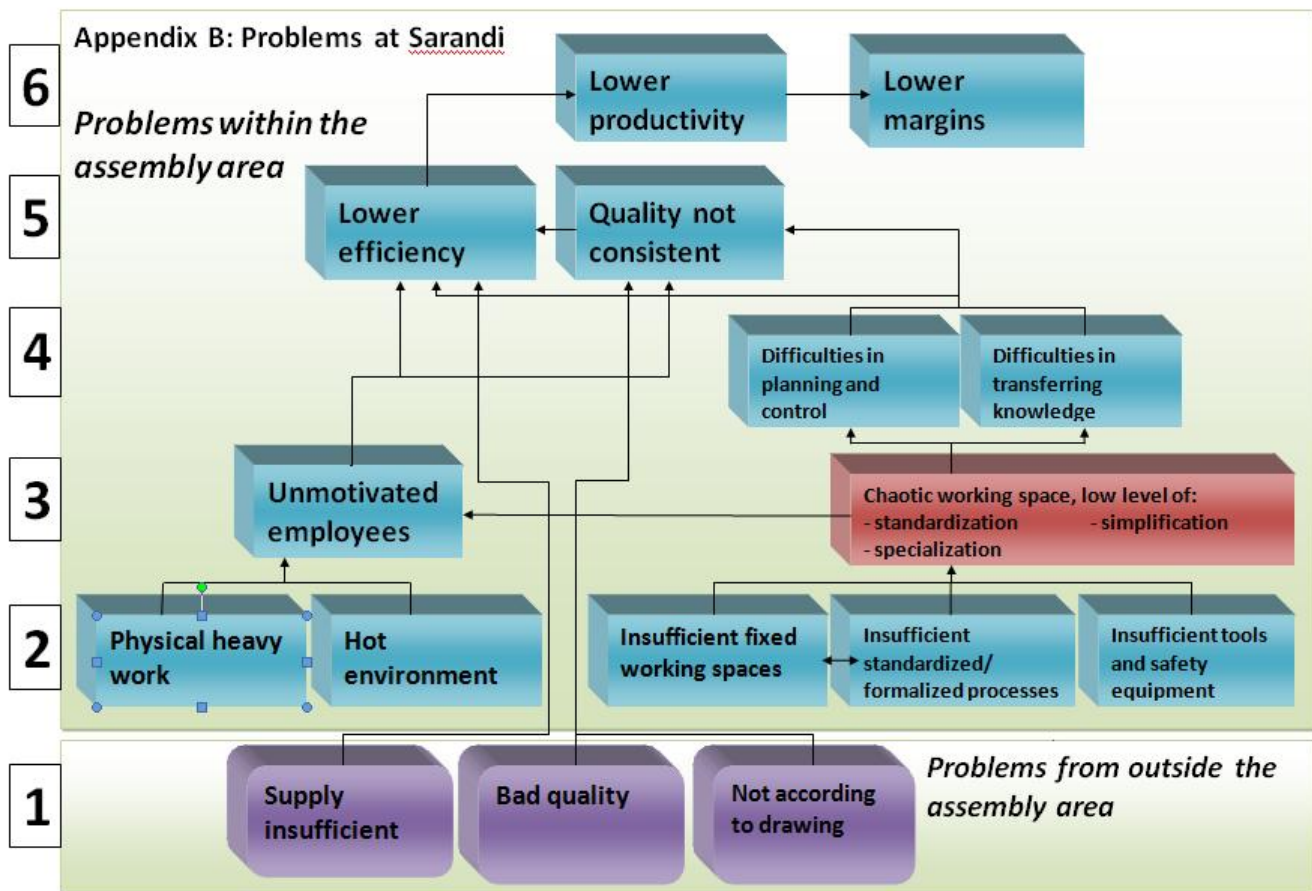 Appendix B: Problems at Sarandi
6
Lower
productivity
Lower
margins
Problems within the
assembly area
5
Lower
efficiency
Quality not
consistent
4
Difficulties in
planning and
control
Difficulties in
transferring
knowledge
3
Unmotivated
employees
Chaotic working space, low level of:
- standardization - simplification
- specialization
2
Physical heavy
work
Hot
environment
Insufficient fixed
working spaces
Insufficient
standardized/
formalized processes
Insufficient tools
and safety
equipment
1
Supply
insufficient
Bad quality
Not according
to drawing
Problems from outside the
assembly area